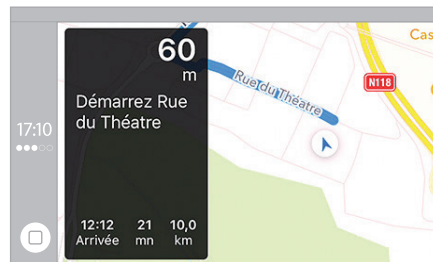 60
m
Démarrez Rue
du Théatre
17:10
12:12 21 10,0
Arrivée mn km
Rue du Théatre
N118
Cas